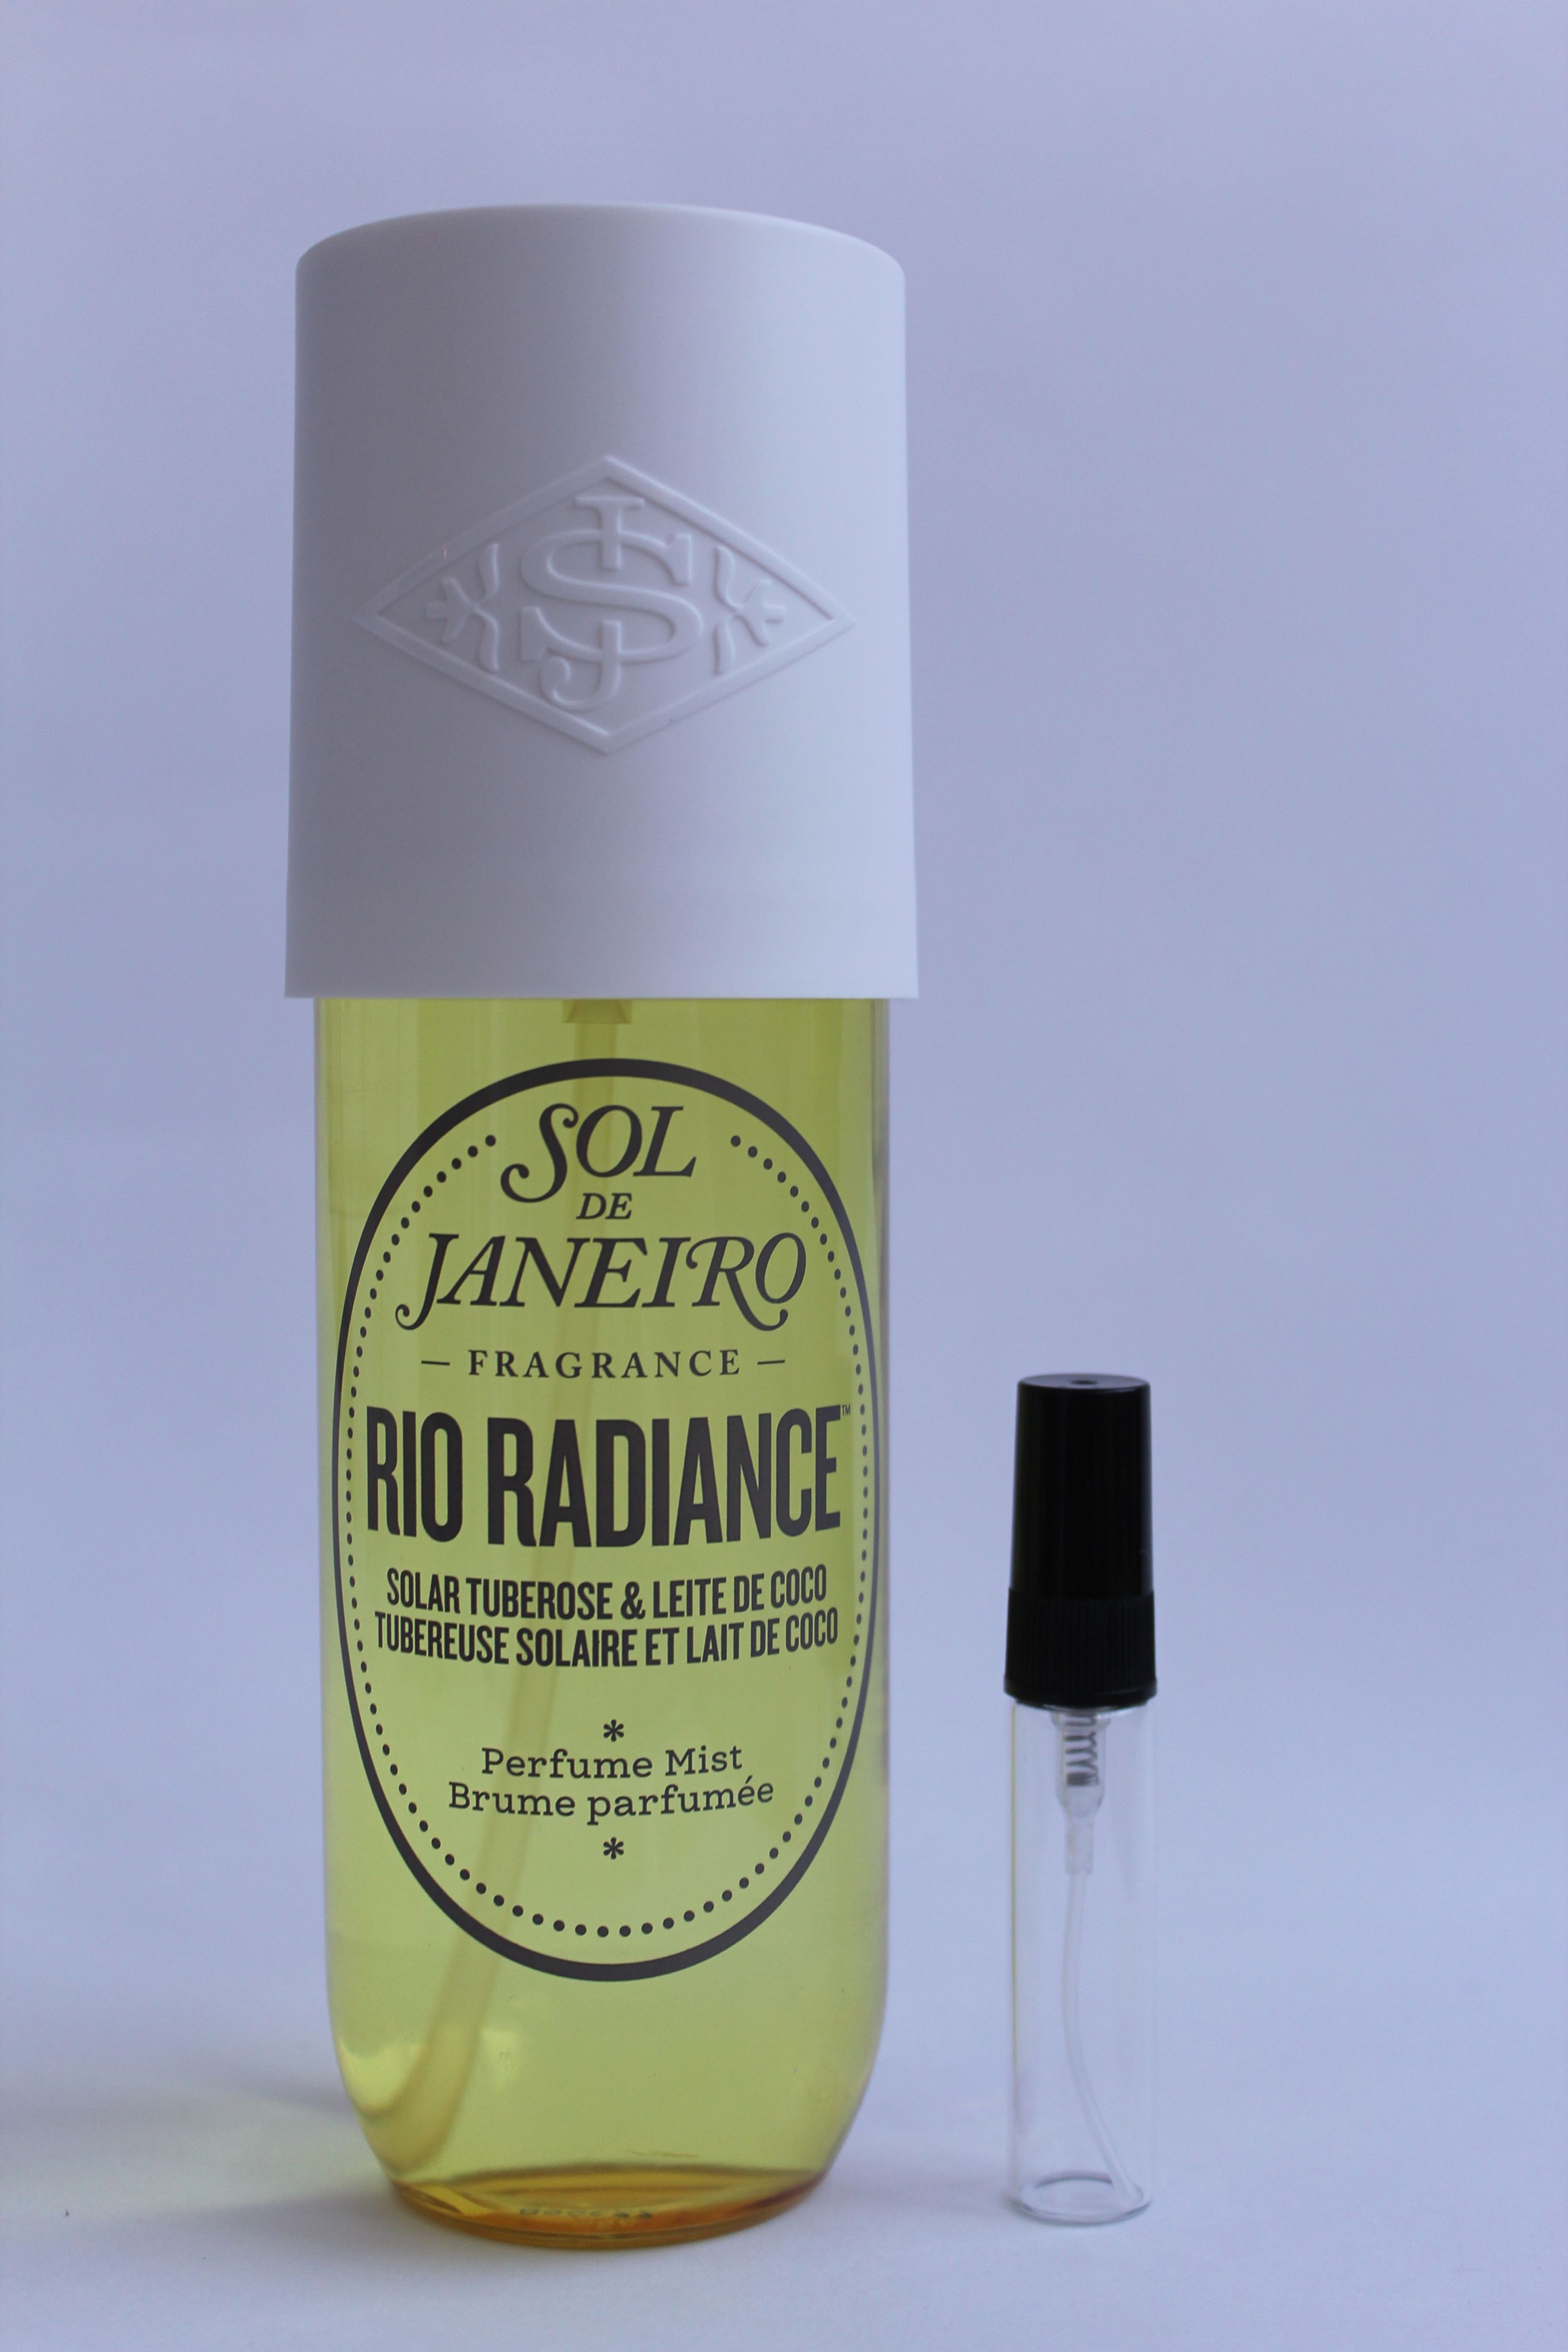 SJ
SOL
DE
JANEIRO
— FRAGRANCE —
RIO RADIANCE™
SOLAR TUBEROSE & LEITE DE COCO
TUBEREUSE SOLAIRE ET LAIT DE COCO
*
Perfume Mist
Brume parfumée
*